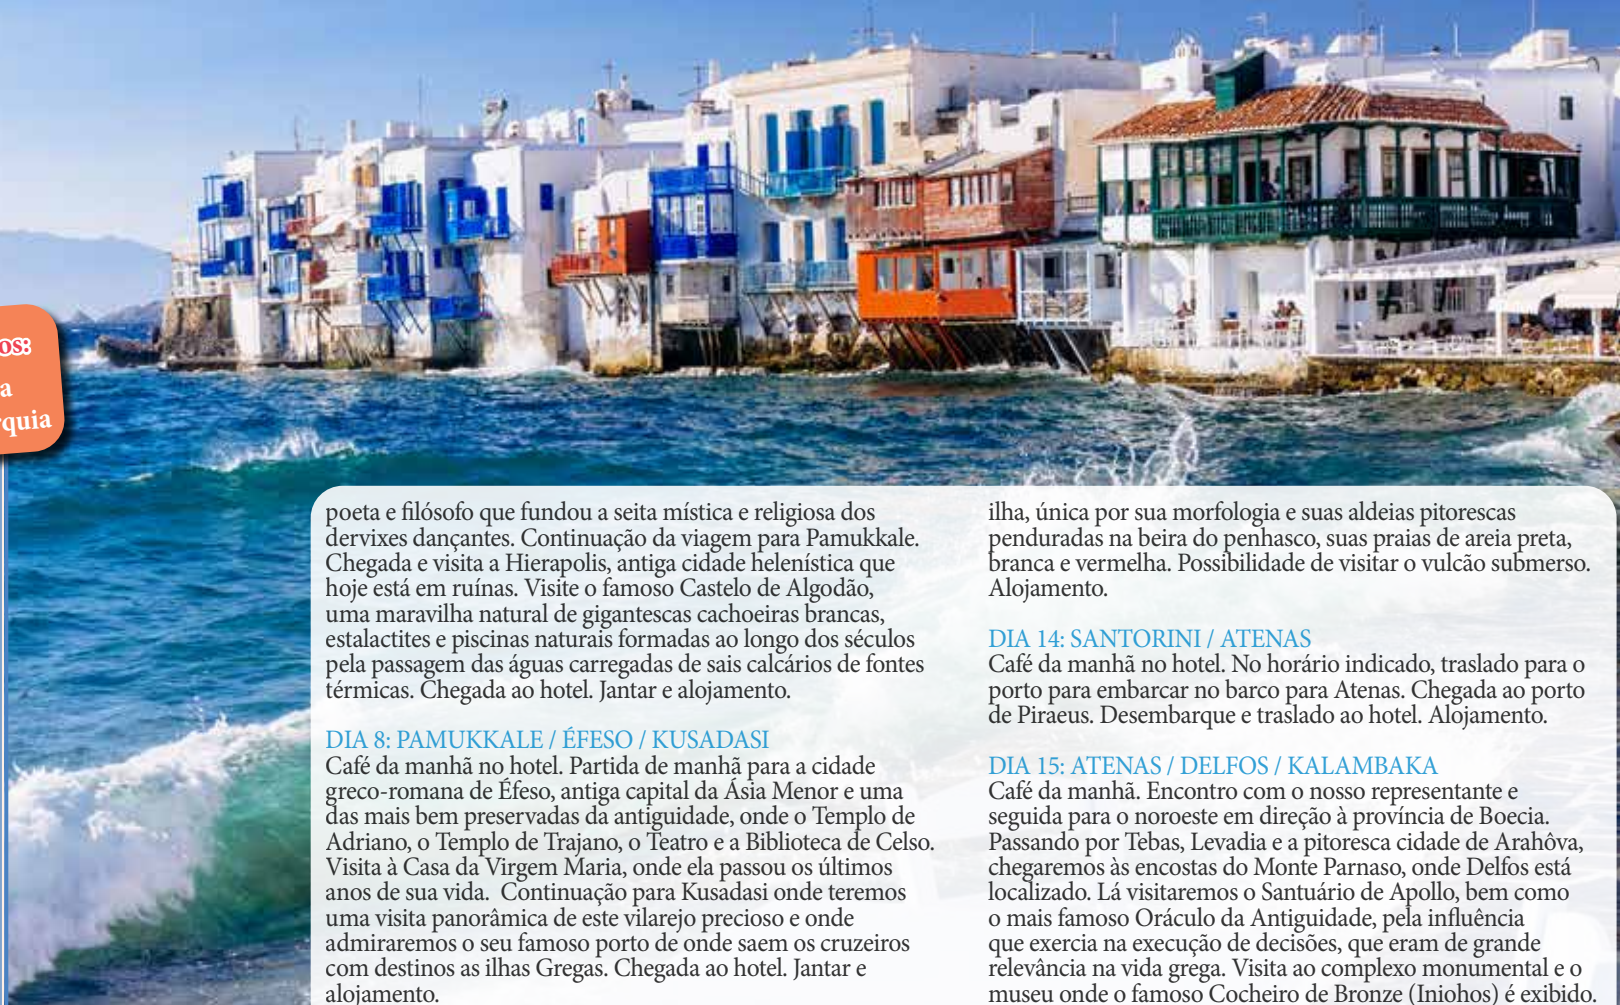 os:
a
rquia
poeta e filósofo que fundou a seita mística e religiosa dos
dervixes dançantes. Continuação da viagem para Pamukkale.
Chegada e visita a Hierapolis, antiga cidade helenística que
hoje está em ruínas. Visite o famoso Castelo de Algodão,
uma maravilha natural de gigantescas cachoeiras brancas,
estalactites e piscinas naturais formadas ao longo dos séculos
pela passagem das águas carregadas de sais calcários de fontes
térmicas. Chegada ao hotel. Jantar e alojamento.
DIA 8: PAMUKKALE / ÉFESO / KUSADASI
Café da manhã no hotel. Partida de manhã para a cidade
greco-romana de Éfeso, antiga capital da Ásia Menor e uma
das mais bem preservadas da antiguidade, onde o Templo de
Adriano, o Templo de Trajano, o Teatro e a Biblioteca de Celso.
Visita à Casa da Virgem Maria, onde ela passou os últimos
anos de sua vida.  Continuação para Kusadasi onde teremos
uma visita panorâmica de este vilarejo precioso e onde
admiraremos o seu famoso porto de onde saem os cruzeiros
com destinos as ilhas Gregas. Chegada ao hotel. Jantar e
alojamento.
ilha, única por sua morfologia e suas aldeias pitorescas
penduradas na beira do penhasco, suas praias de areia preta,
branca e vermelha. Possibilidade de visitar o vulcão submerso.
Alojamento.
DIA 14: SANTORINI / ATENAS
Café da manhã no hotel. No horário indicado, traslado para o
porto para embarcar no barco para Atenas. Chegada ao porto
de Piraeus. Desembarque e traslado ao hotel. Alojamento.
DIA 15: ATENAS / DELFOS / KALAMBAKA
Café da manhã. Encontro com o nosso representante e
seguida para o noroeste em direção à província de Boecia.
Passando por Tebas, Levadia e a pitoresca cidade de Arahôva,
chegaremos às encostas do Monte Parnaso, onde Delfos está
localizado. Lá visitaremos o Santuário de Apollo, bem como
o mais famoso Oráculo da Antiguidade, pela influência
que exercia na execução de decisões, que eram de grande
relevância na vida grega. Visita ao complexo monumental e o
museu onde o famoso Cocheiro de Bronze (Iniohos) é exibido.